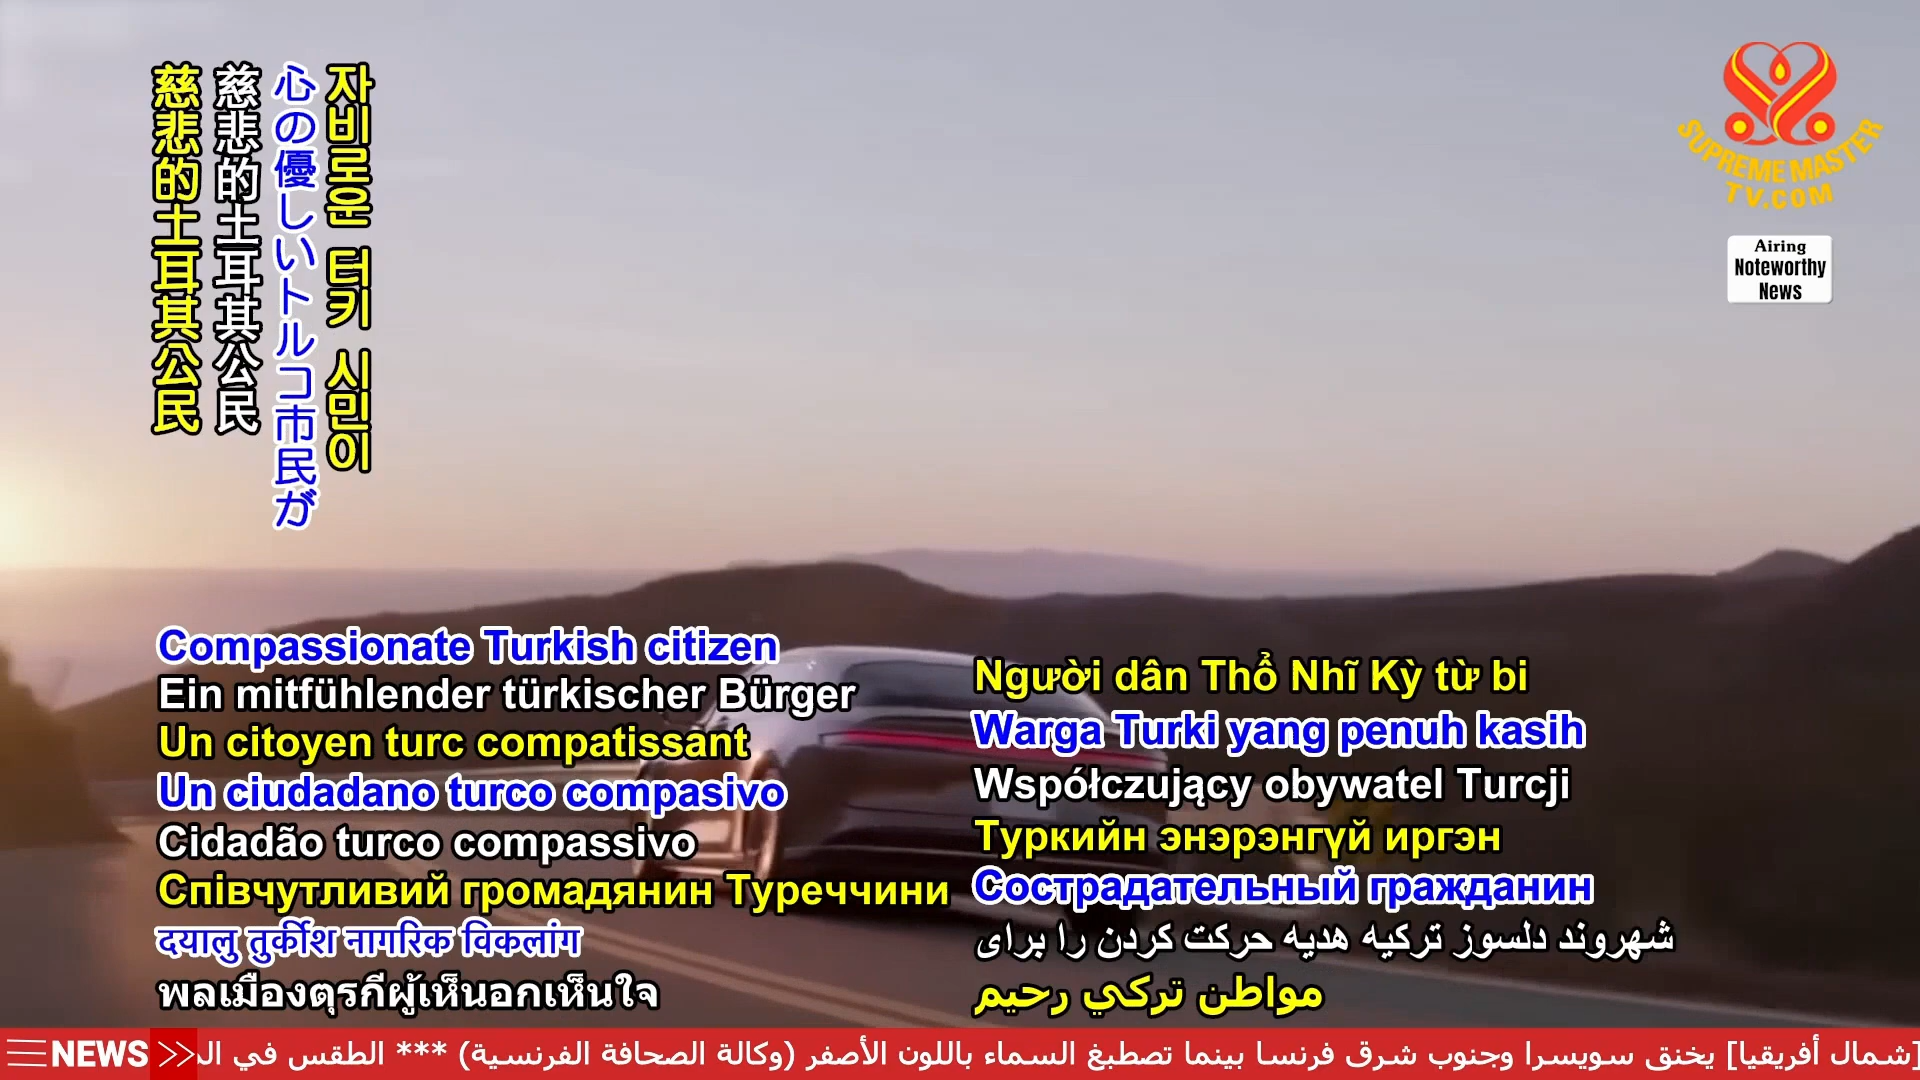 慈悲的土耳其公民
慈悲的土耳其公民
心の優しいトルコ市民が
자비로운 터키 시민이
SUPREME MASTER
TV.COM
Airing
Noteworthy
News
Compassionate Turkish citizen
Ein mitfühlender türkischer Bürger
Un citoyen turc compatissant
Un ciudadano turco compasivo
Cidadão turco compassivo
Співчутливий громадянин Туреччини
दयालु तुर्कीश नागरिक विकलांग
พลเมืองตุรกีผู้เห็นอกเห็นใจ
Người dân Thổ Nhĩ Kỳ từ bi
Warga Turki yang penuh kasih
Współczujący obywatel Turcji
Туркийн энэрэнгүй иргэн
Сострадательный гражданин
شهروند دلسوز ترکیه هدیه حرکت کردن را برای
مواطن تركي رحيم
NEWS
[شمال أفريقيا] يخنق سويسرا وجنوب شرق فرنسا بينما تصطبغ السماء باللون الأصفر (وكالة الصحافة الفرنسية) *** الطقس في